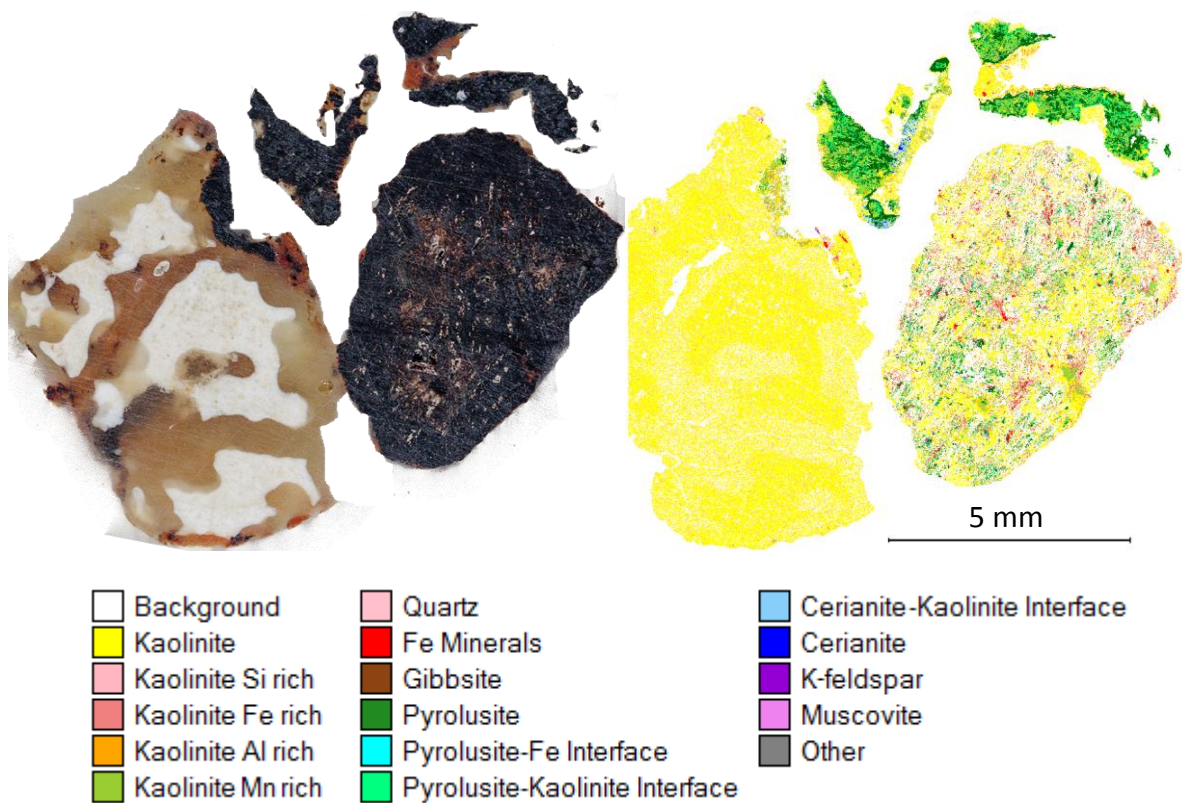 5 mm
Background
Kaolinite
Kaolinite Si rich
Kaolinite Fe rich
Kaolinite Al rich
Kaolinite Mn rich
Quartz
Fe Minerals
Gibbsite
Pyrolusite
Pyrolusite-Fe Interface
Pyrolusite-Kaolinite Interface
Cerianite-Kaolinite Interface
Cerianite
K-feldspar
Muscovite
Other